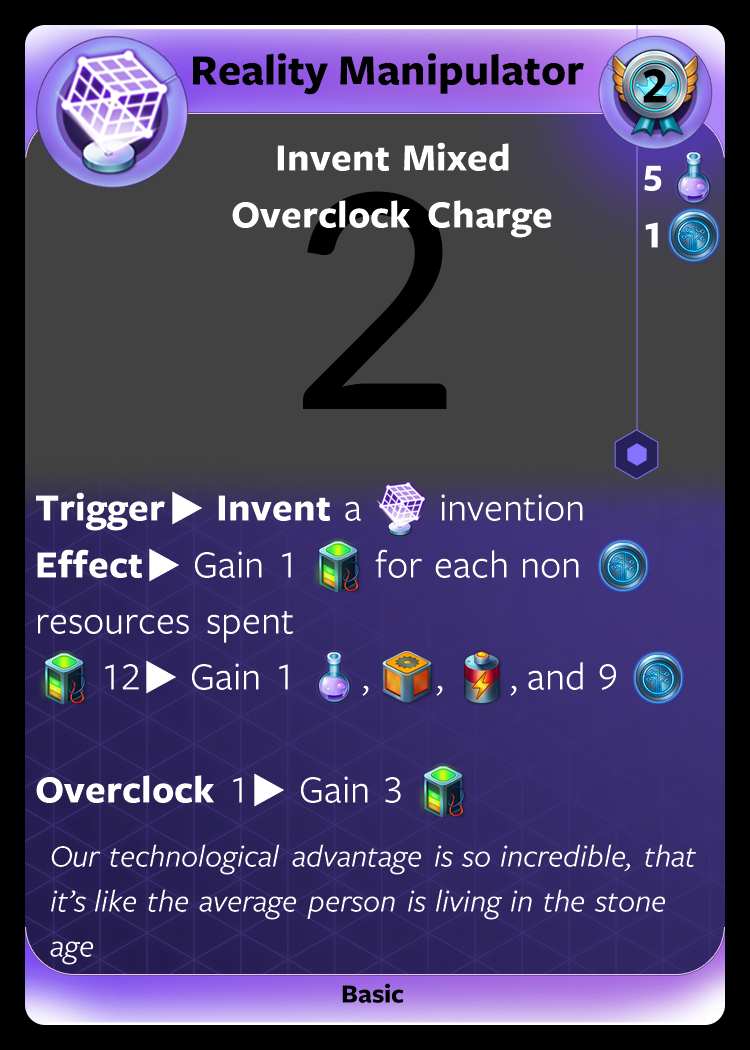 Reality Manipulator
2
Invent Mixed
Overclock Charge
5
1
2
Trigger▶ Invent a invention
Effect▶ Gain 1 for each non
resources spent
12▶ Gain 1 , , , and 9
Overclock 1▶ Gain 3
Our technological advantage is so incredible, that
it's like the average person is living in the stone
age
Basic